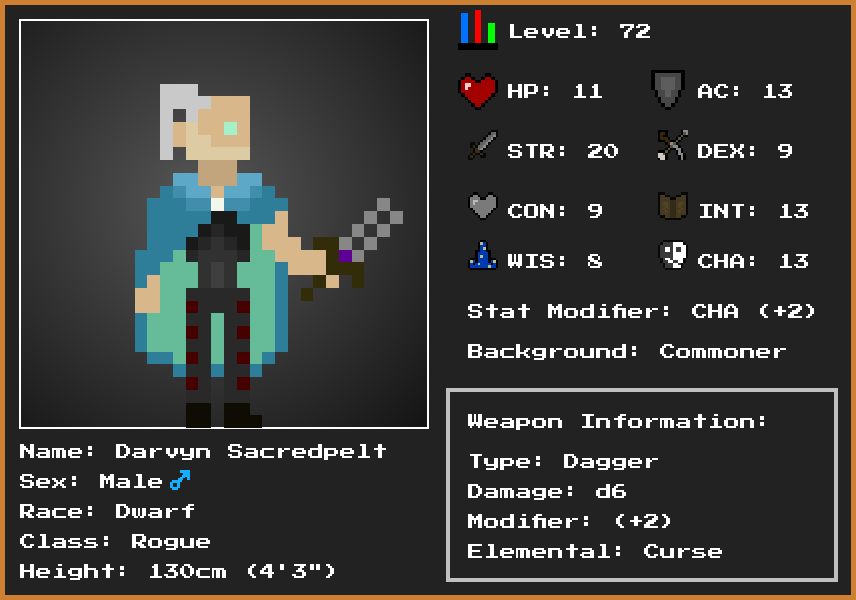 Level: 72
HP: 11
AC: 13
STR: 20
DEX: 9
CON: 9
INT: 13
WIS: 8
CHA: 13
Stat Modifier: CHA (+2)
Background: Commoner
Weapon Information:
Type: Dagger
Damage: d6
Modifier: (+2)
Elemental: Curse
Name: Darvyn Sacredpelt
Sex: Male ♂
Race: Dwarf
Class: Rogue
Height: 130cm (4'3")